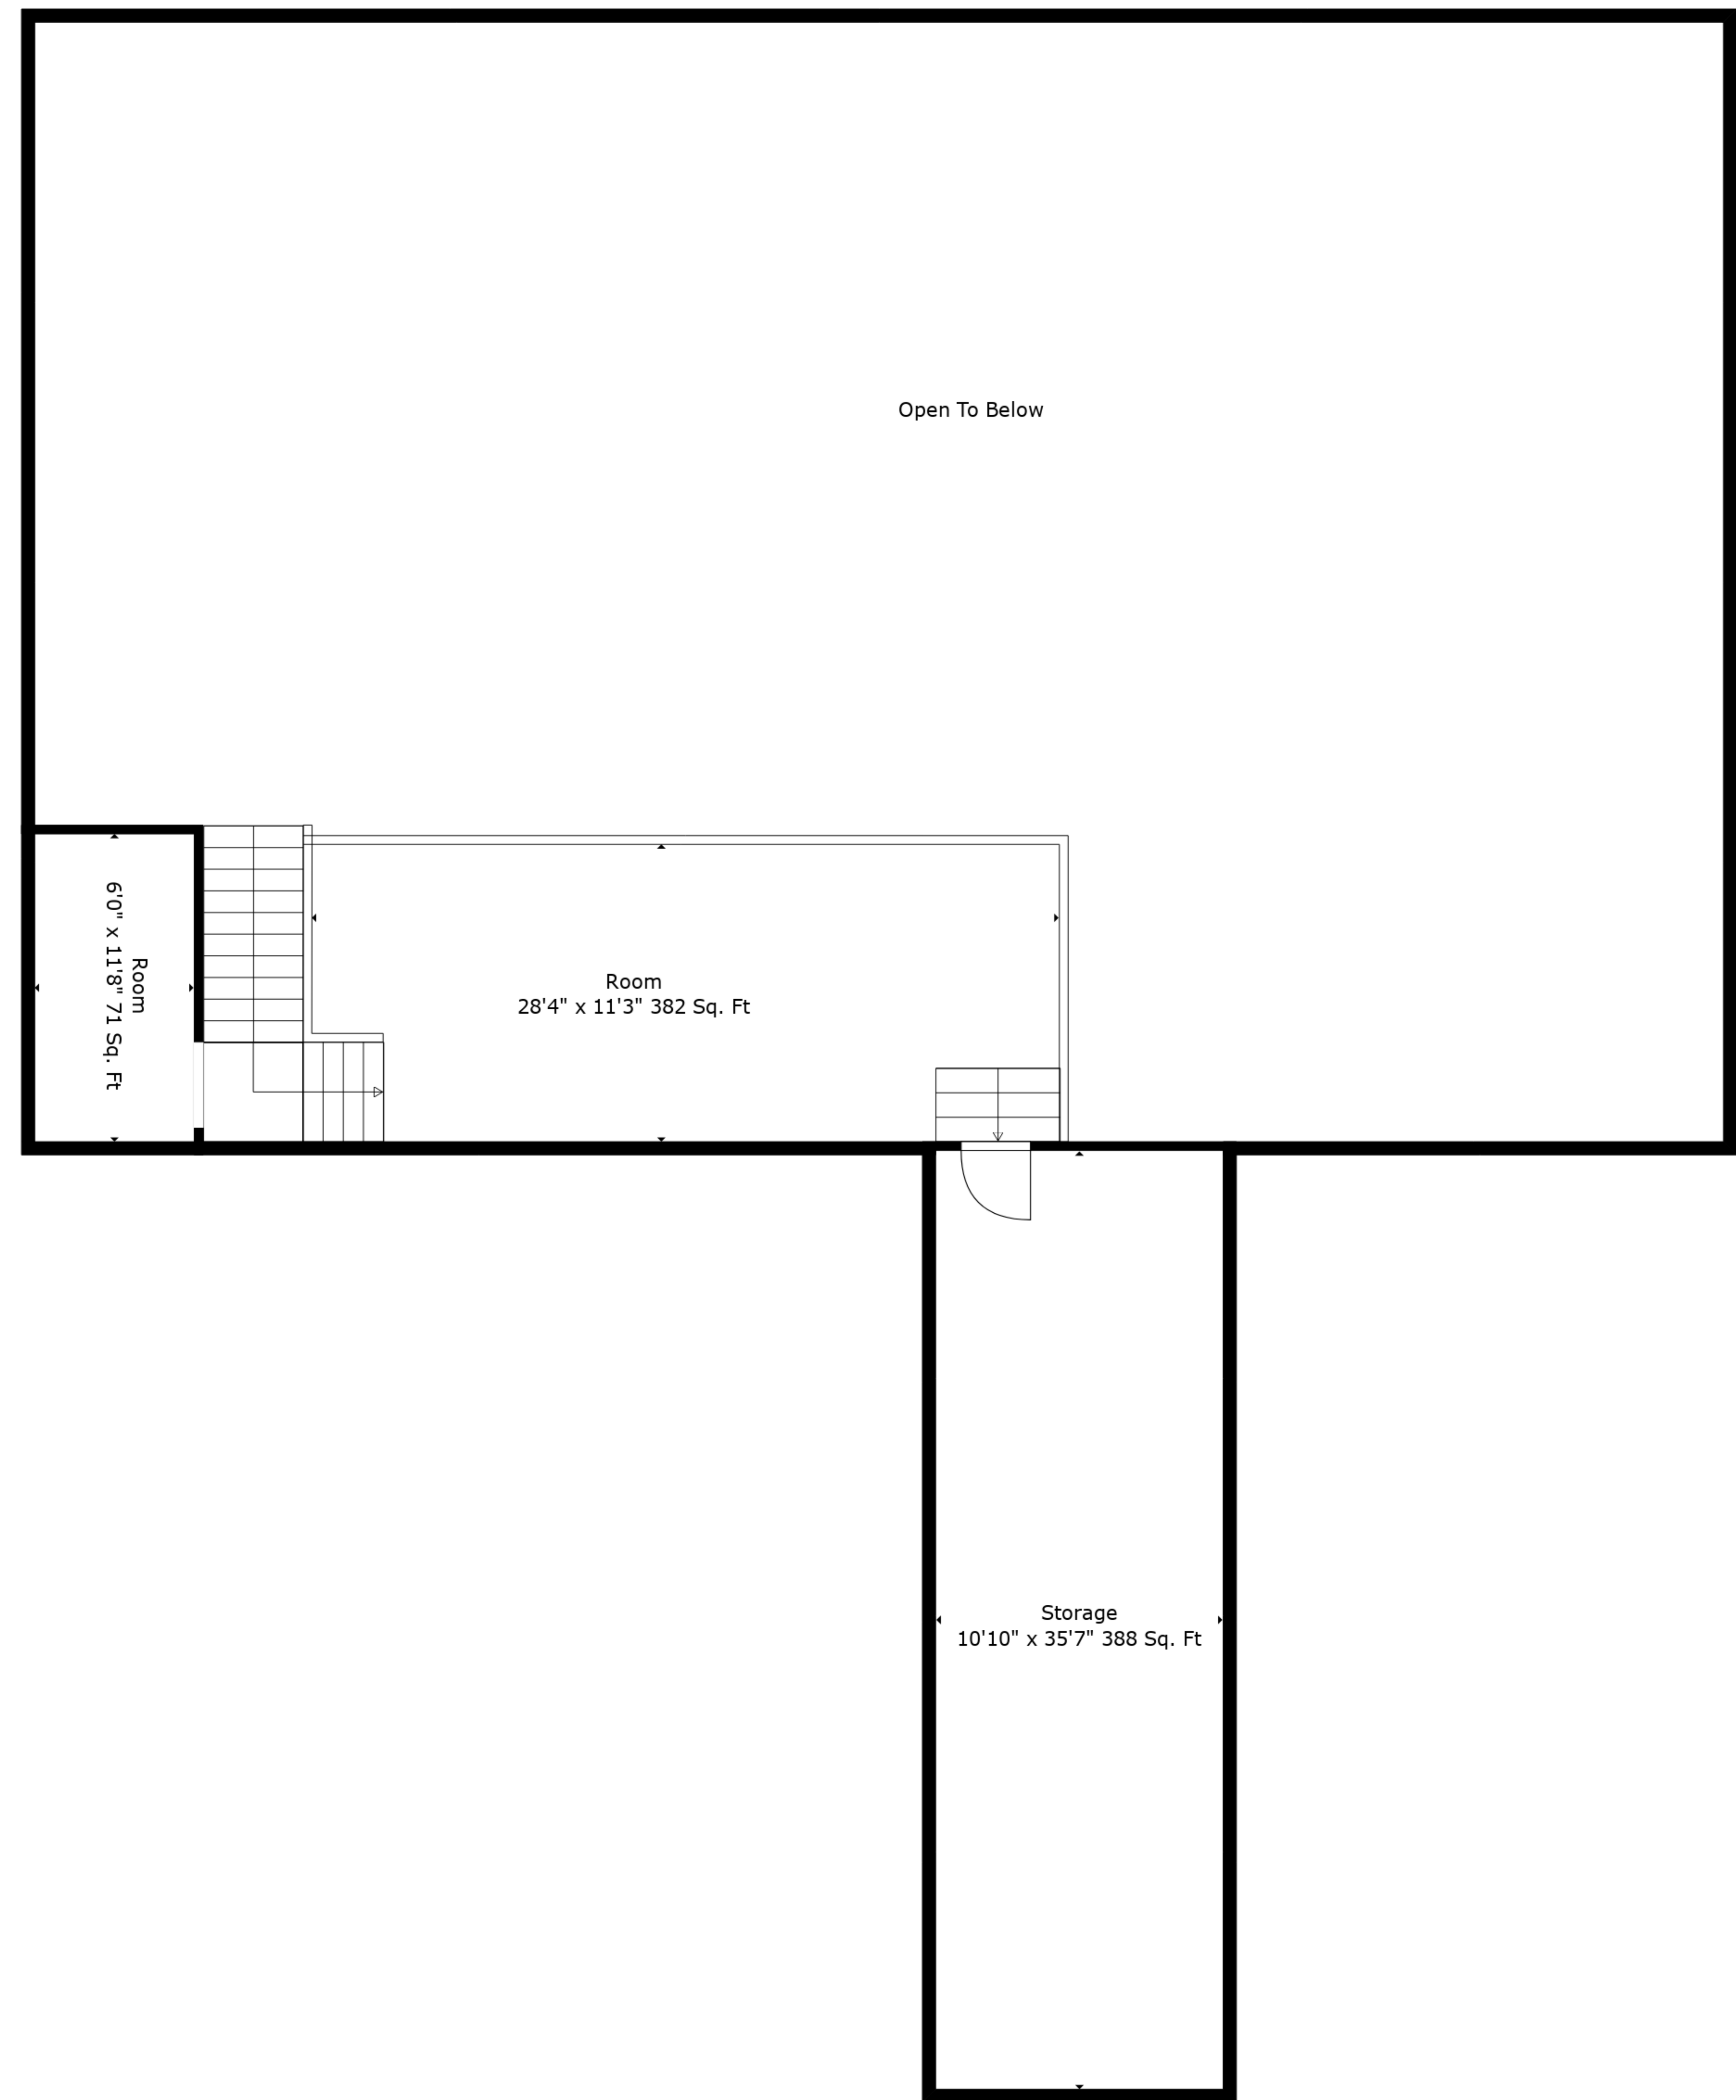 Open To Below
Room
6'0" x 11'8" 71 Sq. Ft
Room
28'4" x 11'3" 382 Sq. Ft
Storage
10'10" x 35'7" 388 Sq. Ft